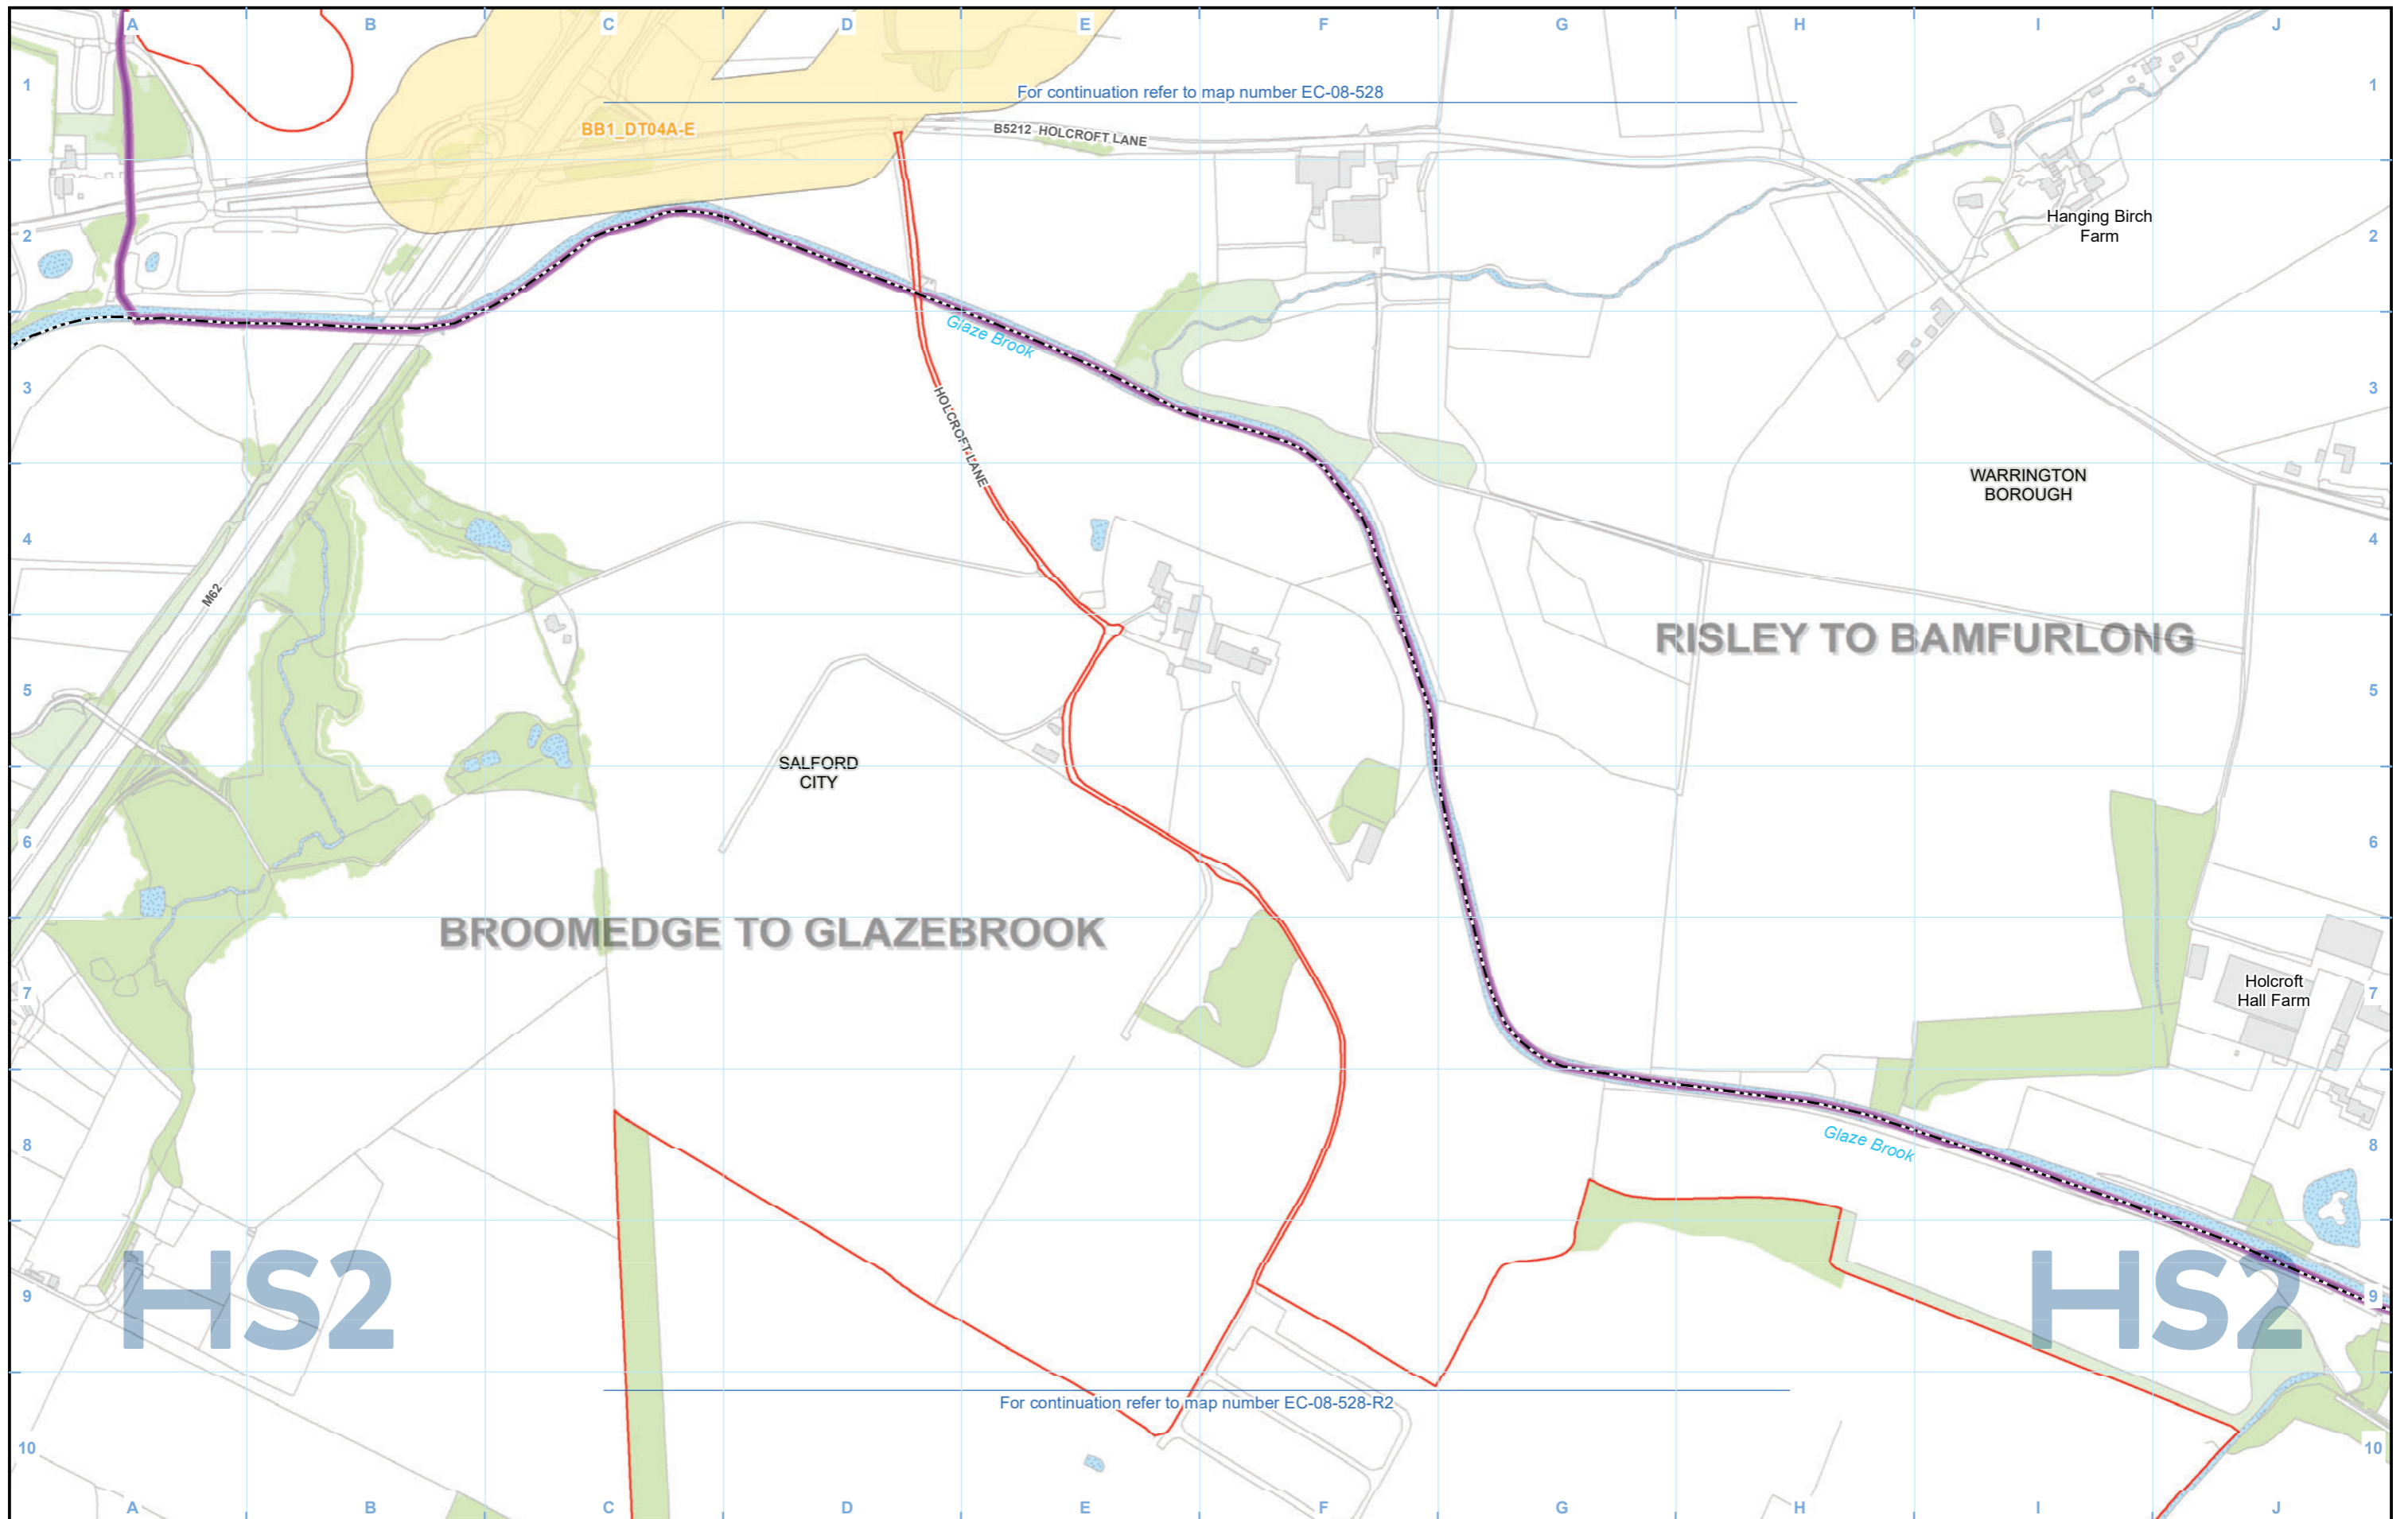 A B C D E F G H I J
1 1
For continuation refer to map number EC-08-528
BB1_DT04A-E
B5212 HOLCROFT LANE
2 2
Hanging Birch
Farm
Glaze Brook
3 3
HOLCROFT LANE
WARRINGTON
BOROUGH
4 4
M62
RISLEY TO BAMFURLONG
5 5
SALFORD
CITY
6 6
BROOMEDGE TO GLAZEBROOK
7 7
Holcroft
Hall Farm
8 8
Glaze Brook
HS2 HS2
9 9
For continuation refer to map number EC-08-528-R2
10 10
A B C D E F G H I J